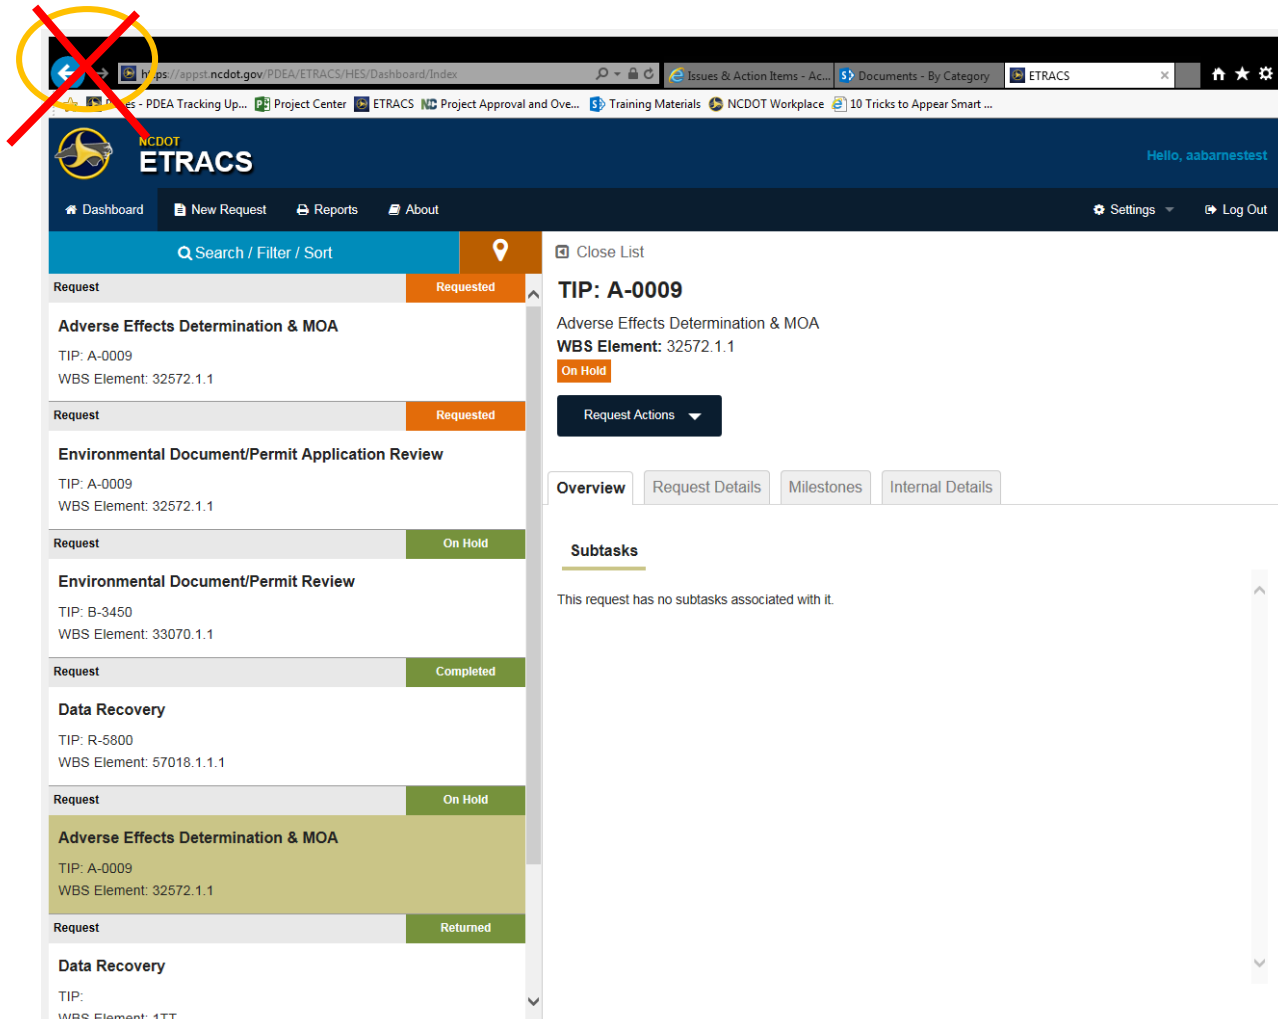 https://appst.ncdot.gov/PDEA/ETRACS/HES/Dashboard/Index
Issues & Action Items - Ac...
Documents - By Category
ETRACS
- PDEA Tracking Up...
Project Center
ETRACS
Project Approval and Ove...
Training Materials
NCDOT Workplace
10 Tricks to Appear Smart ...
NCDOT
ETRACS
Hello, aabarnestest
Dashboard
New Request
Reports
About
Settings
Log Out
Search / Filter / Sort
Request
Requested
Adverse Effects Determination & MOA
TIP: A-0009
WBS Element: 32572.1.1
Request
Requested
Environmental Document/Permit Application Review
TIP: A-0009
WBS Element: 32572.1.1
Request
On Hold
Environmental Document/Permit Review
TIP: B-3450
WBS Element: 33070.1.1
Request
Completed
Data Recovery
TIP: R-5800
WBS Element: 57018.1.1.1
Request
On Hold
Adverse Effects Determination & MOA
TIP: A-0009
WBS Element: 32572.1.1
Request
Returned
Data Recovery
TIP:
WBS Element: 1TT
Close List
TIP: A-0009
Adverse Effects Determination & MOA
WBS Element: 32572.1.1
On Hold
Request Actions
Overview
Request Details
Milestones
Internal Details
Subtasks
This request has no subtasks associated with it.